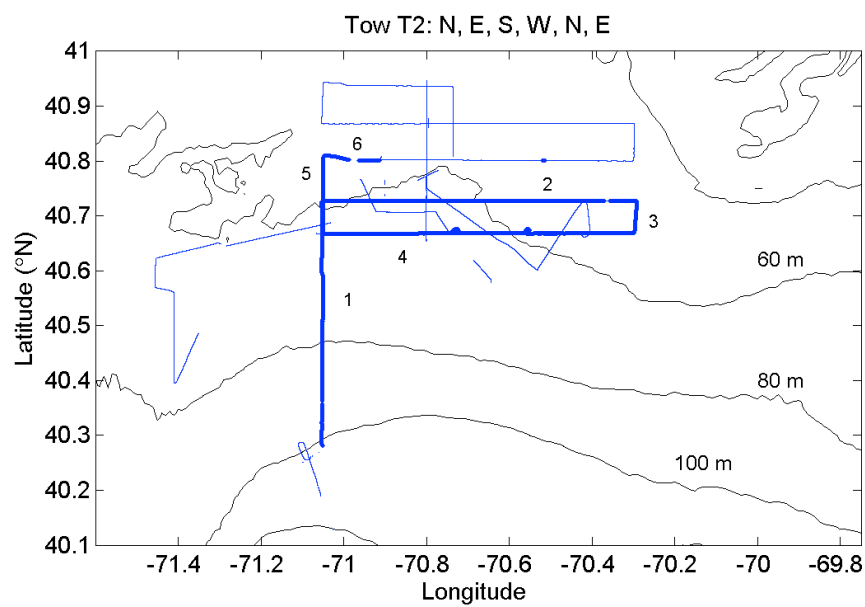 Tow T2: N, E, S, W, N, E
41
40.9
40.8
40.7
40.6
40.5
40.4
40.3
40.2
40.1
Latitude (°N)
6
5
2
3
4
1
60 m
80 m
100 m
-71.4 -71.2 -71 -70.8 -70.6 -70.4 -70.2 -70 -69.8
Longitude